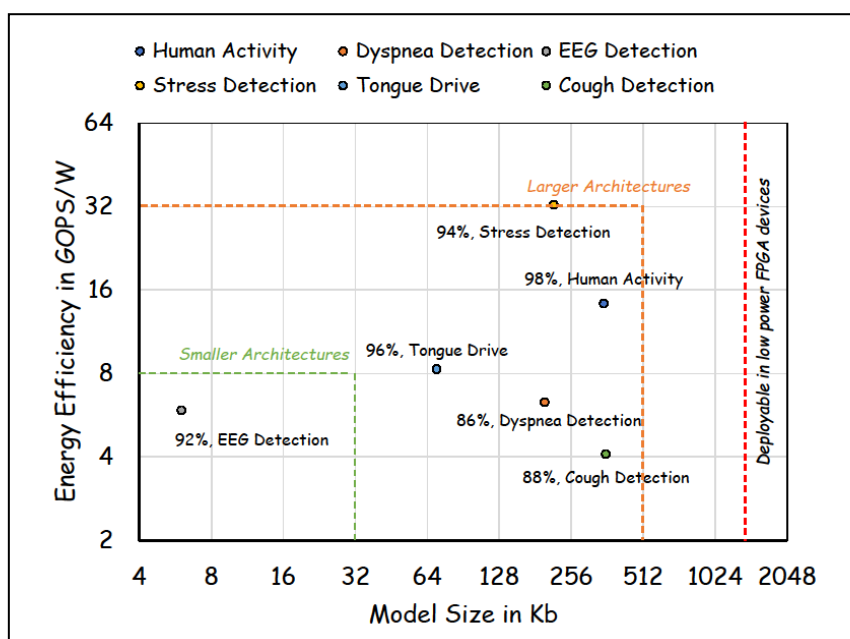 Human Activity
Dyspnea Detection
EEG Detection
Stress Detection
Tongue Drive
Cough Detection
Energy Efficiency in GOPS/W
64
32
16
8
4
2
Larger Architectures
94%, Stress Detection
98%, Human Activity
Smaller Architectures
96%, Tongue Drive
86%, Dyspnea Detection
92%, EEG Detection
88%, Cough Detection
Deployable in low power FPGA devices
4 8 16 32 64 128 256 512 1024 2048
Model Size in Kb